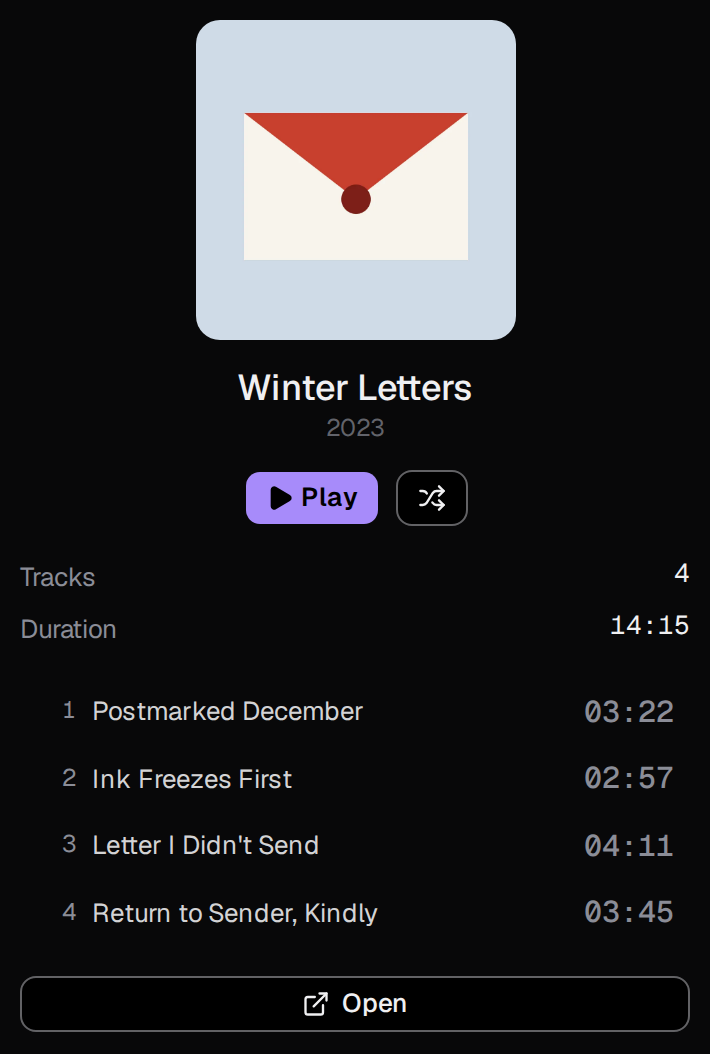 Winter Letters
2023
Play
Tracks 4
Duration 14:15
1 Postmarked December 03:22
2 Ink Freezes First 02:57
3 Letter I Didn't Send 04:11
4 Return to Sender, Kindly 03:45
Open